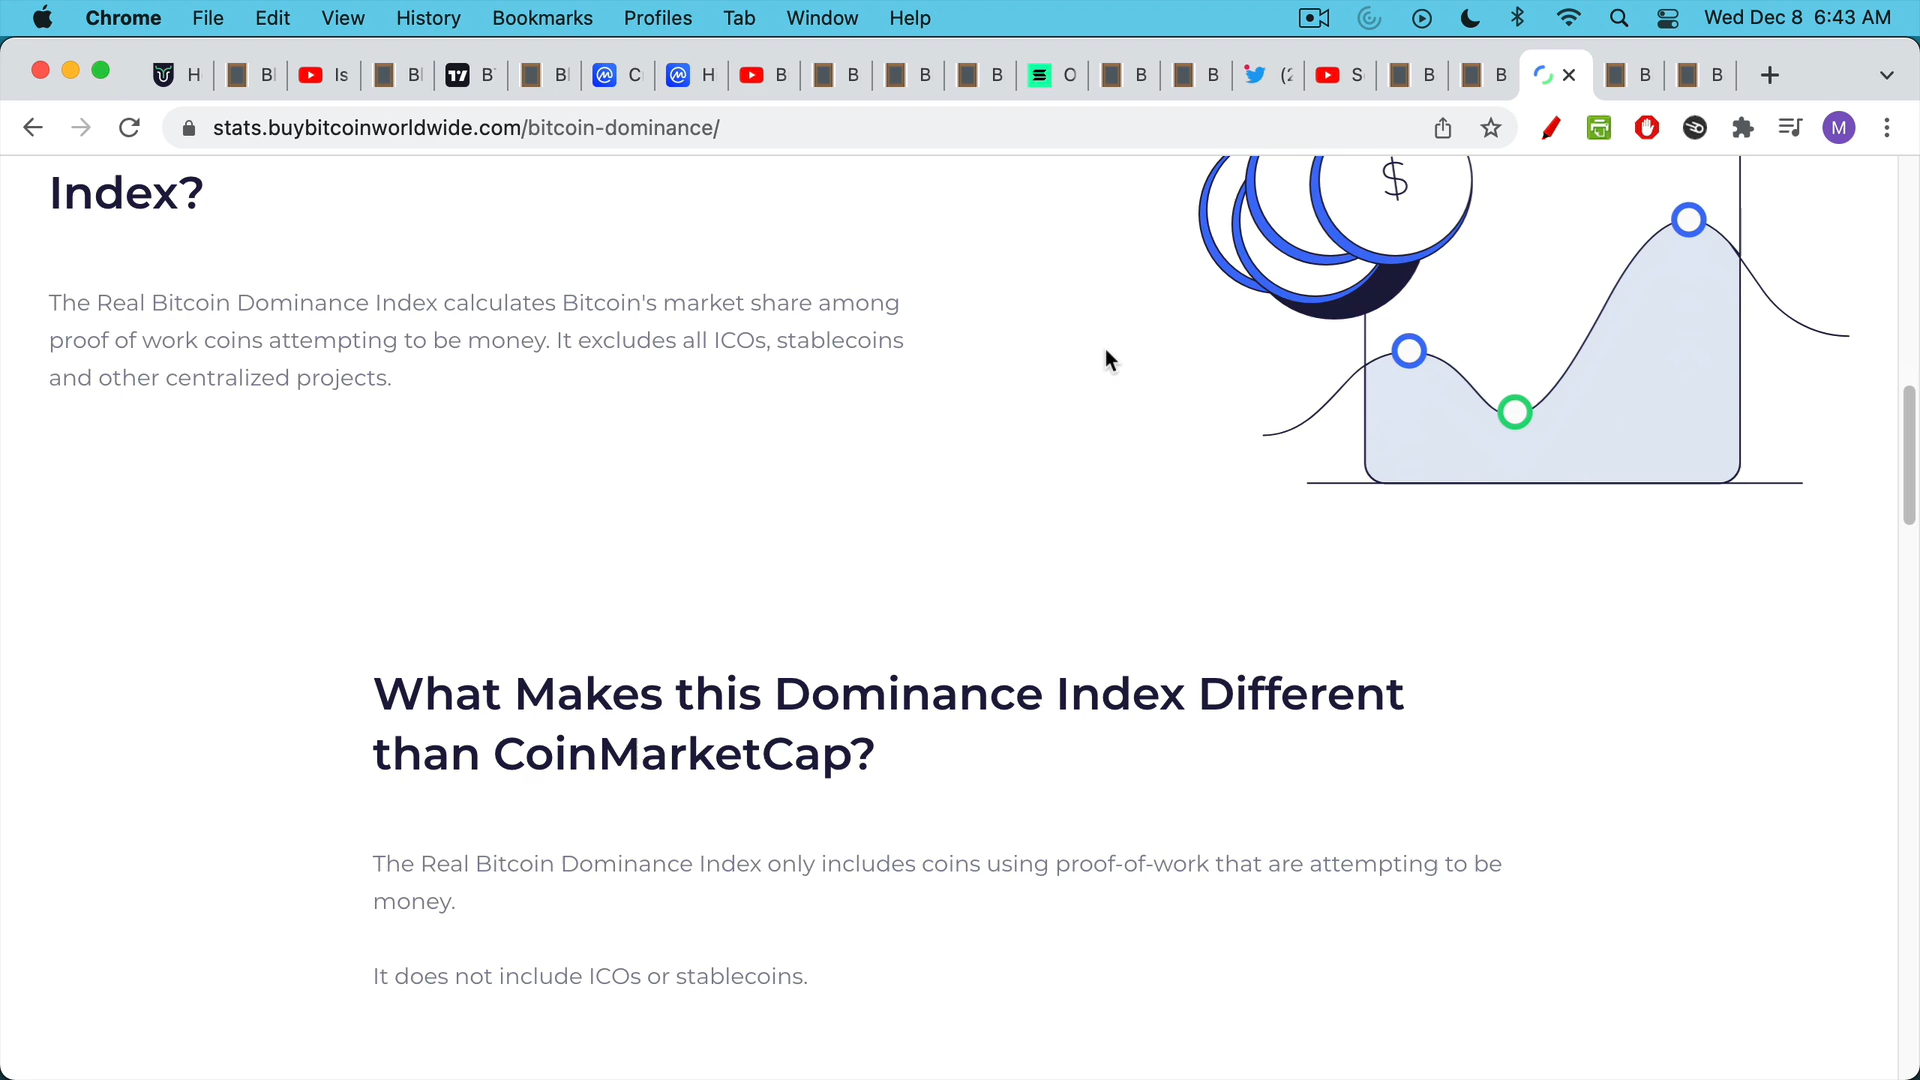 Chrome File Edit View History Bookmarks Profiles Tab Window Help Wed Dec 8 6:43 AM
H B Is B B B C H B B B B O B B (2 S B B B B
stats.buybitcoinworldwide.com/bitcoin-dominance/ M
Index?
$
The Real Bitcoin Dominance Index calculates Bitcoin's market share among
proof of work coins attempting to be money. It excludes all ICOs, stablecoins
and other centralized projects.
What Makes this Dominance Index Different
than CoinMarketCap?
The Real Bitcoin Dominance Index only includes coins using proof-of-work that are attempting to be
money.
It does not include ICOs or stablecoins.